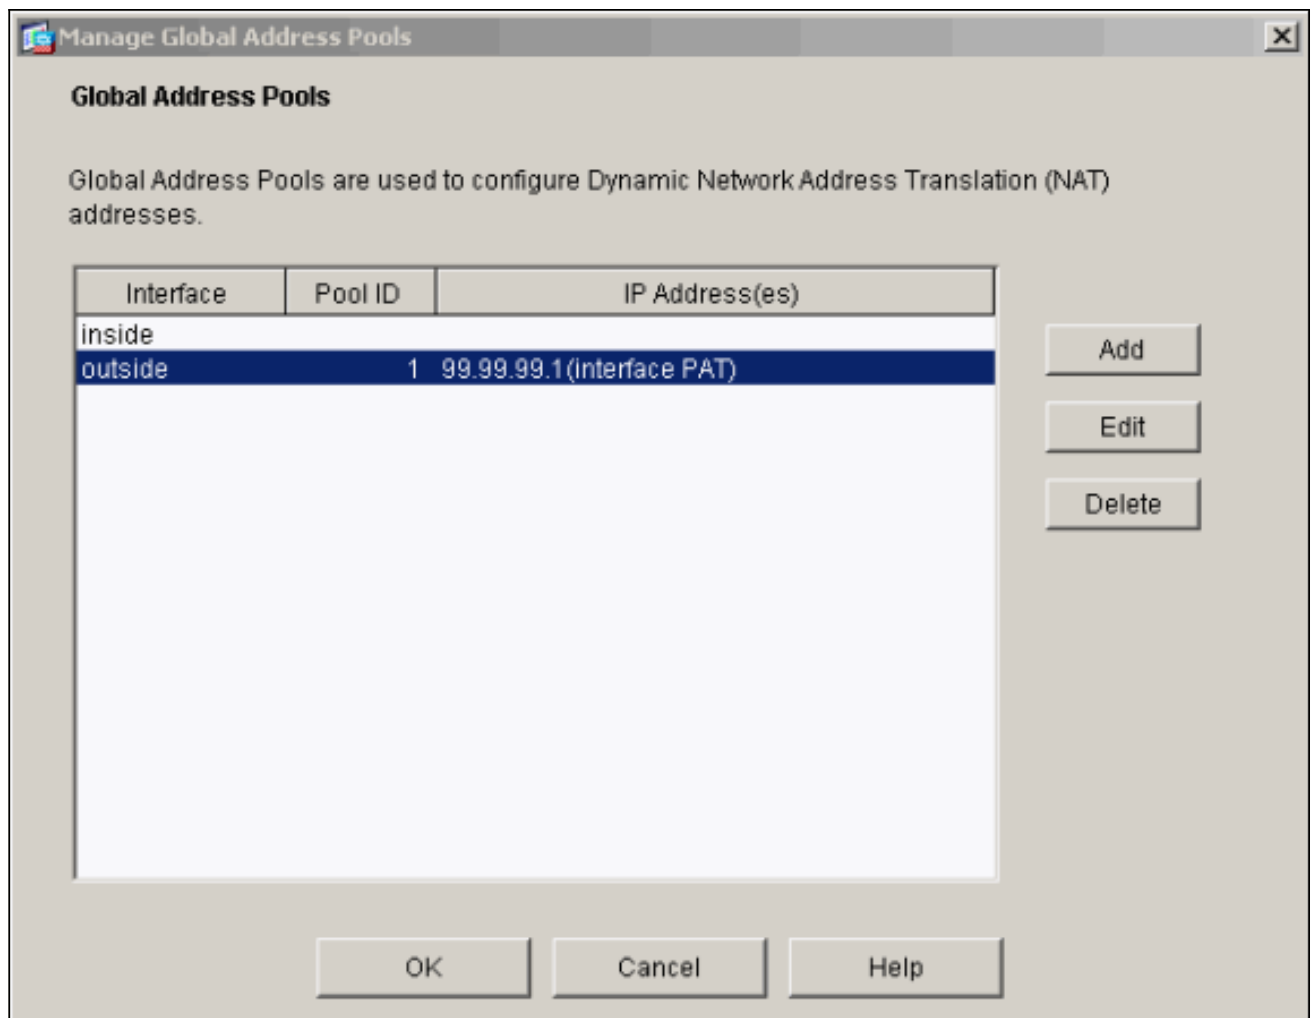 Manage Global Address Pools
Global Address Pools
Global Address Pools are used to configure Dynamic Network Address Translation (NAT)
addresses.
Interface Pool ID IP Address(es)
inside
outside 1 99.99.99.1(interface PAT)
Add
Edit
Delete
OK Cancel Help